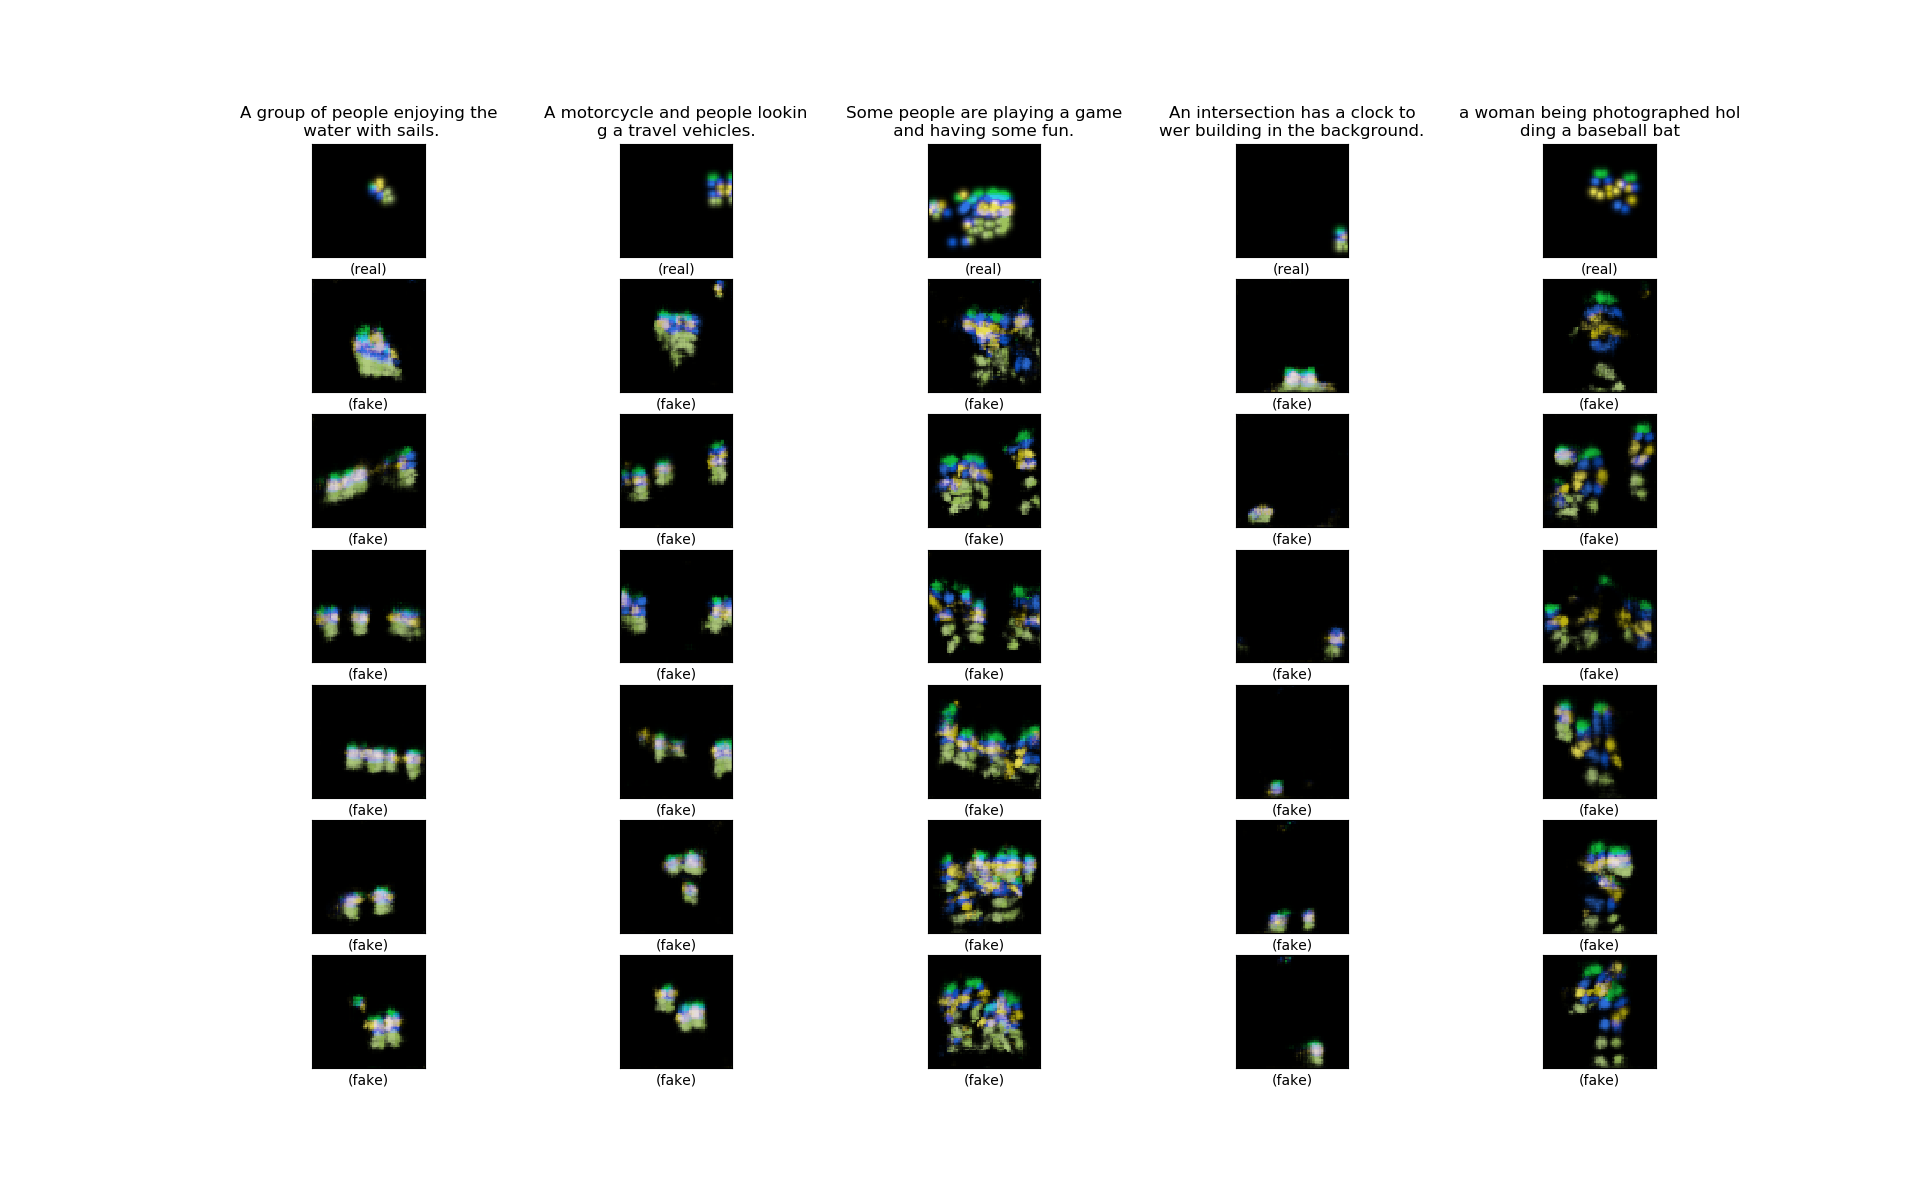 A group of people enjoying the
water with sails.
A motorcycle and people lookin
g a travel vehicles.
Some people are playing a game
and having some fun.
An intersection has a clock to
wer building in the background.
a woman being photographed hol
ding a baseball bat
(real) (real) (real) (real) (real)
(fake) (fake) (fake) (fake) (fake)
(fake) (fake) (fake) (fake) (fake)
(fake) (fake) (fake) (fake) (fake)
(fake) (fake) (fake) (fake) (fake)
(fake) (fake) (fake) (fake) (fake)
(fake) (fake) (fake) (fake) (fake)